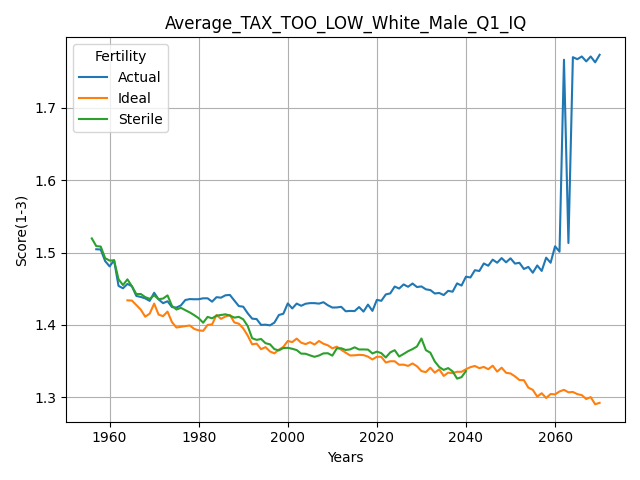 Average_TAX_TOO_LOW_White_Male_Q1_IQ
Fertility
Actual
Ideal
Sterile
Score(1-3)
1.7
1.6
1.5
1.4
1.3
1960
1980
2000
2020
2040
2060
Years